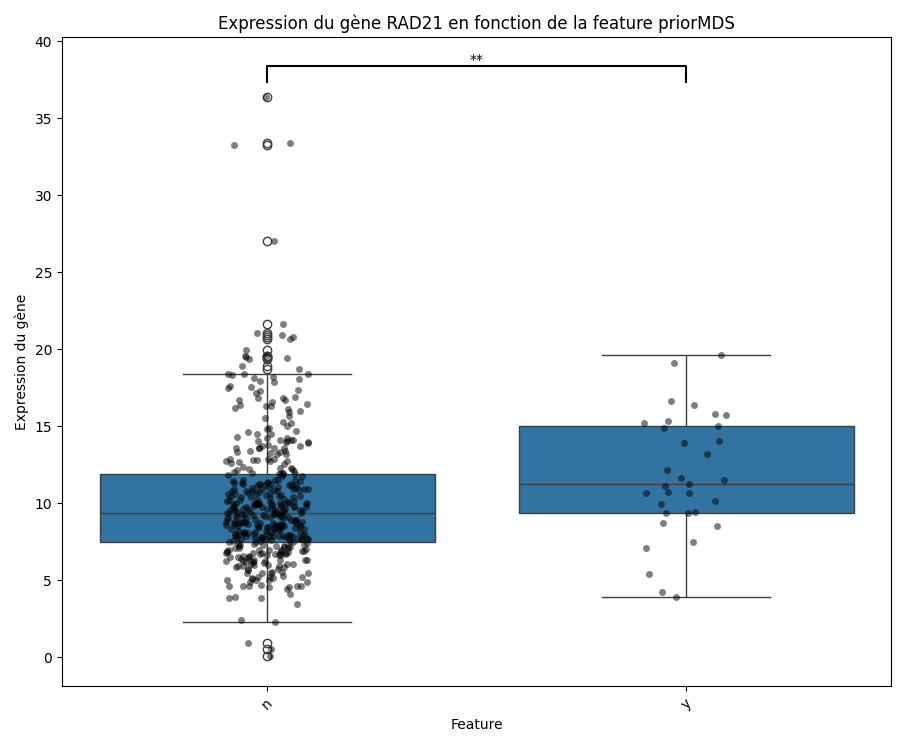 Expression du gène RAD21 en fonction de la feature priorMDS
**
40
35
30
25
20
15
10
5
0
Expression du gène
n
y
Feature